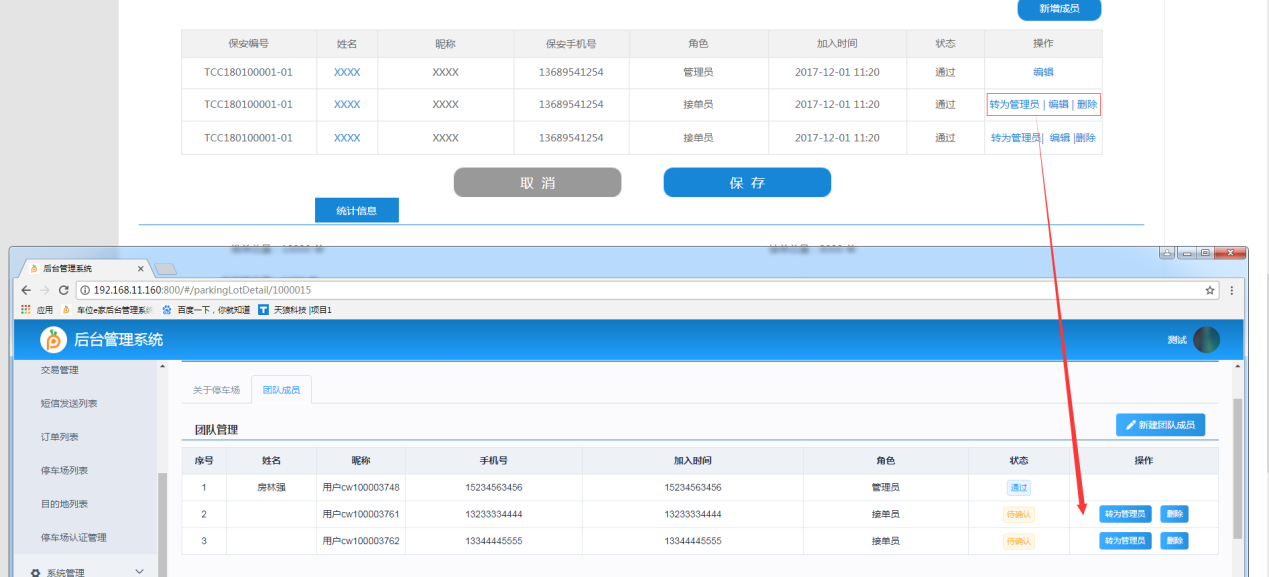 新增成员
保安编号 姓名 昵称 保安手机号 角色 加入时间 状态 操作
TCC180100001-01 XXXX XXXX 13689541254 管理员 2017-12-01 11:20 通过 编辑
TCC180100001-01 XXXX XXXX 13689541254 接单员 2017-12-01 11:20 通过 转为管理员 | 编辑 | 删除
TCC180100001-01 XXXX XXXX 13689541254 接单员 2017-12-01 11:20 通过 转为管理员| 编辑 |删除
取 消 保 存
统计信息
后台管理系统
192.168.11.160:800/#/parkingLotDetail/1000015
应用 车位e家后台管理系统 百度一下，你就知道 天狼科技 |项目1
后台管理系统 测试
交易管理
关于停车场 团队成员
短信发送列表
团队管理 新建团队成员
订单列表
序号 姓名 昵称 手机号 加入时间 角色 状态 操作
停车场列表
1 房林强 用户cw100003748 15234563456 15234563456 管理员 通过
目的地列表
2 用户cw100003761 13233334444 13233334444 接单员 待确认 转为管理员 删除
停车场认证管理
3 用户cw100003762 13344445555 13344445555 接单员 待确认 转为管理员 删除
系统管理